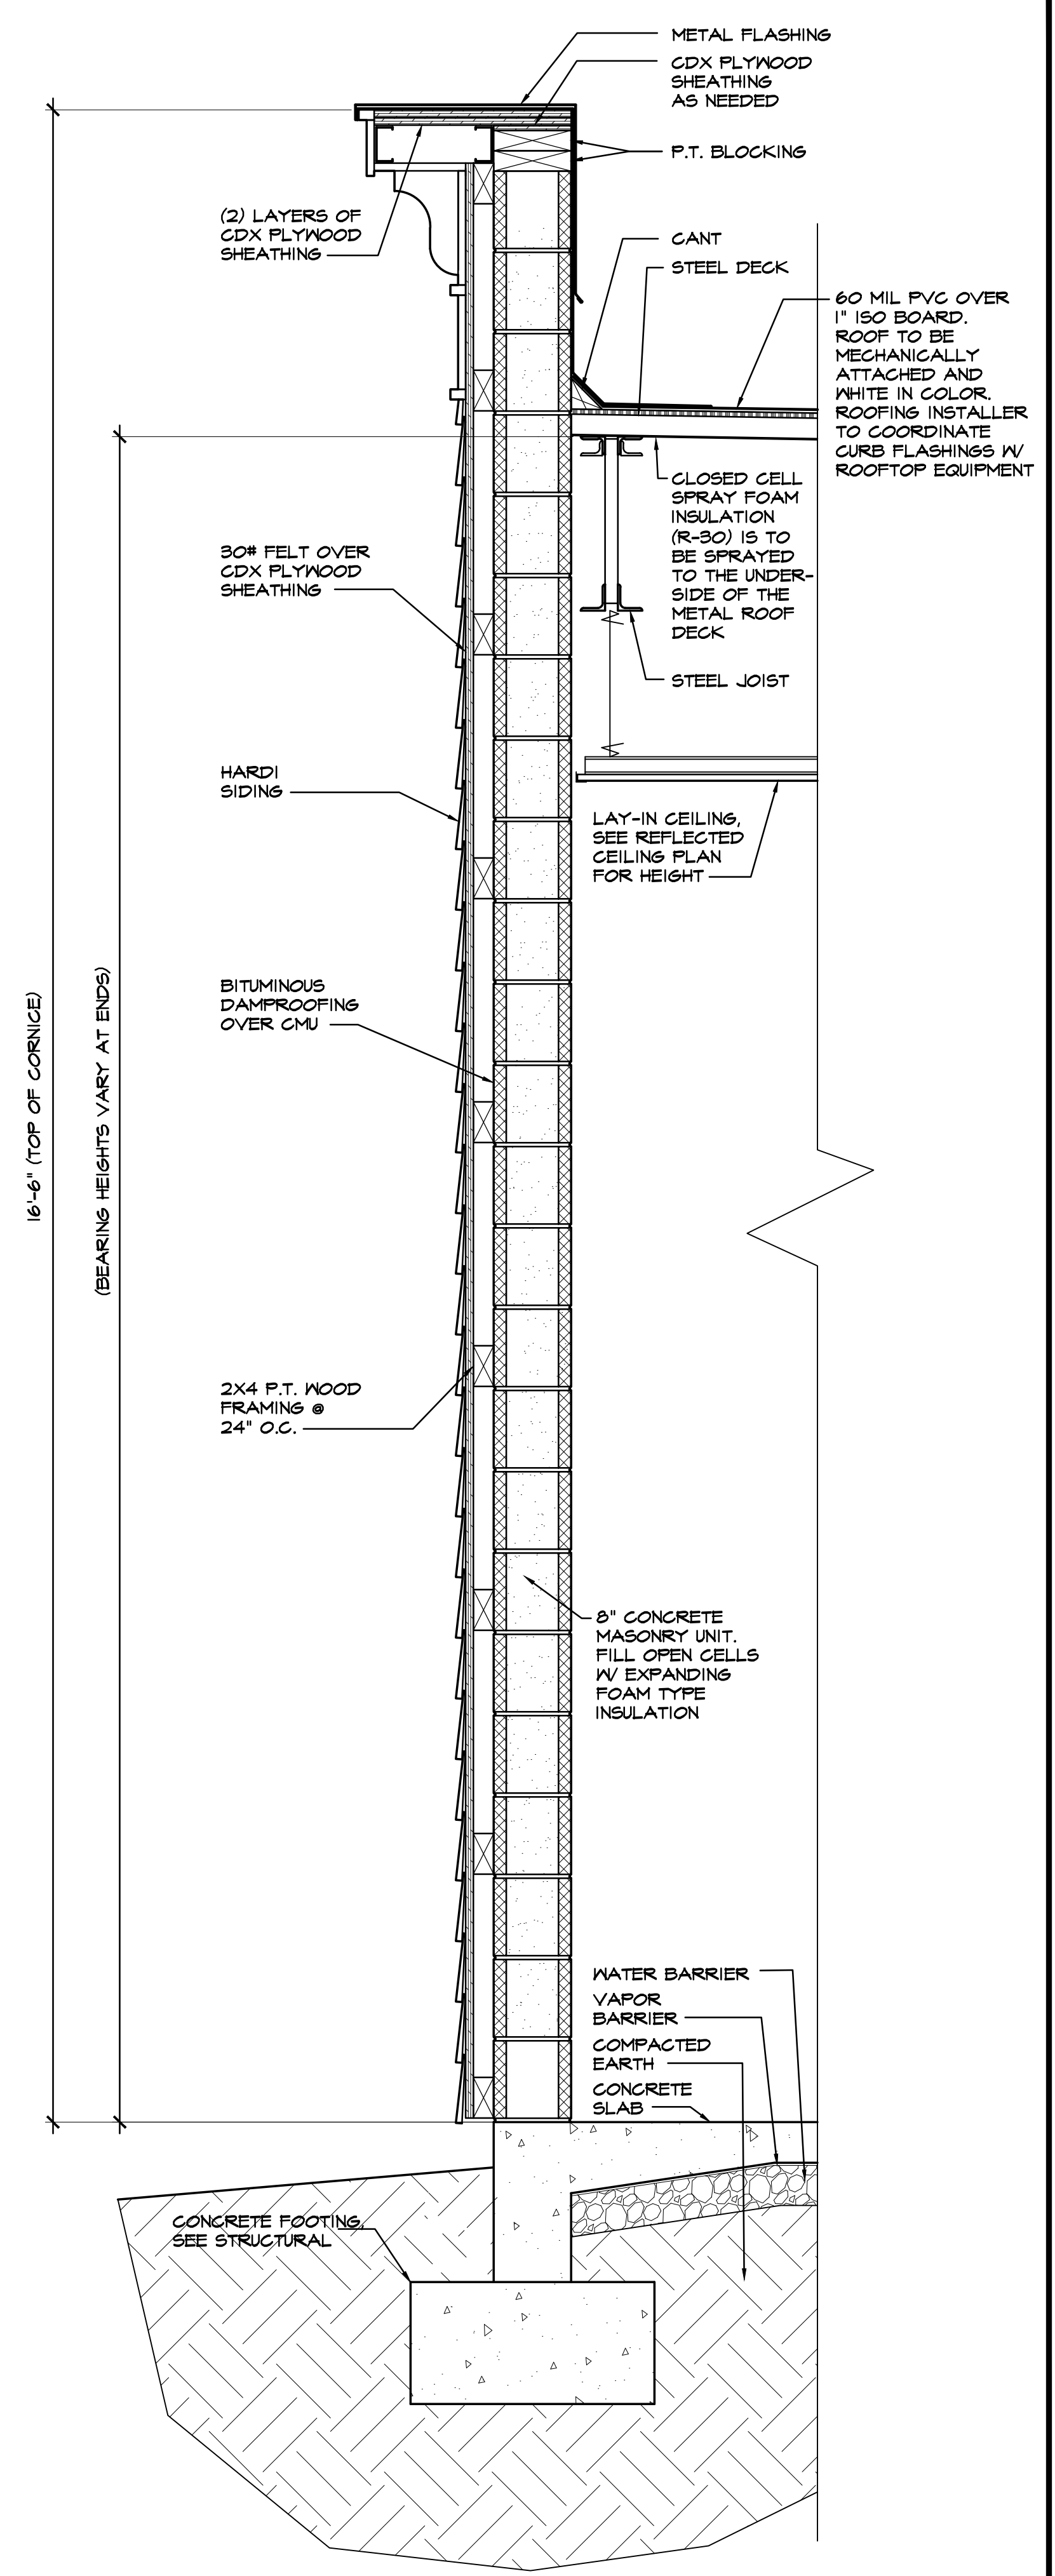 METAL FLASHING
CDX PLYWOOD
SHEATHING
AS NEEDED
P.T. BLOCKING
(2) LAYERS OF
CDX PLYWOOD
SHEATHING
CANT
STEEL DECK
60 MIL PVC OVER
1" ISO BOARD.
ROOF TO BE
MECHANICALLY
ATTACHED AND
WHITE IN COLOR.
ROOFING INSTALLER
TO COORDINATE
CURB FLASHINGS W/
ROOFTOP EQUIPMENT
CLOSED CELL
SPRAY FOAM
INSULATION
(R-30) IS TO
BE SPRAYED
TO THE UNDER-
SIDE OF THE
METAL ROOF
DECK
30# FELT OVER
CDX PLYWOOD
SHEATHING
STEEL JOIST
HARDI
SIDING
LAY-IN CEILING,
SEE REFLECTED
CEILING PLAN
FOR HEIGHT
BITUMINOUS
DAMPROOFING
OVER CMU
16'-6" (TOP OF CORNICE)
(BEARING HEIGHTS VARY AT ENDS)
2X4 P.T. WOOD
FRAMING @
24" O.C.
8" CONCRETE
MASONRY UNIT.
FILL OPEN CELLS
W/ EXPANDING
FOAM TYPE
INSULATION
WATER BARRIER
VAPOR
BARRIER
COMPACTED
EARTH
CONCRETE
SLAB
CONCRETE FOOTING,
SEE STRUCTURAL